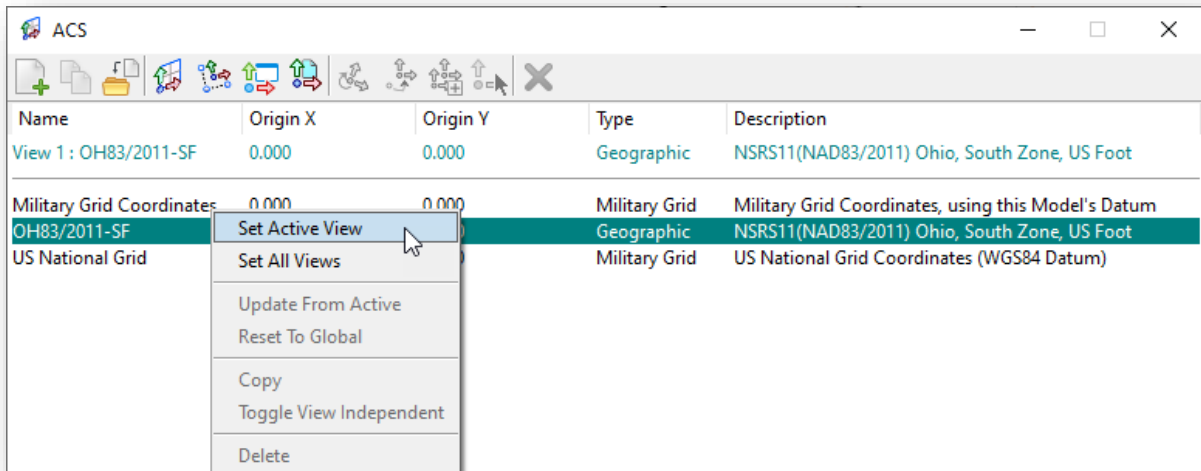 ACS
Name Origin X Origin Y Type Description
View 1 : OH83/2011-SF 0.000 0.000 Geographic NSRS11(NAD83/2011) Ohio, South Zone, US Foot
Military Grid Coordinates 0.000 0.000 Military Grid Military Grid Coordinates, using this Model's Datum
OH83/2011-SF Geographic NSRS11(NAD83/2011) Ohio, South Zone, US Foot
US National Grid Military Grid US National Grid Coordinates (WGS84 Datum)
Set Active View
Set All Views
Update From Active
Reset To Global
Copy
Toggle View Independent
Delete